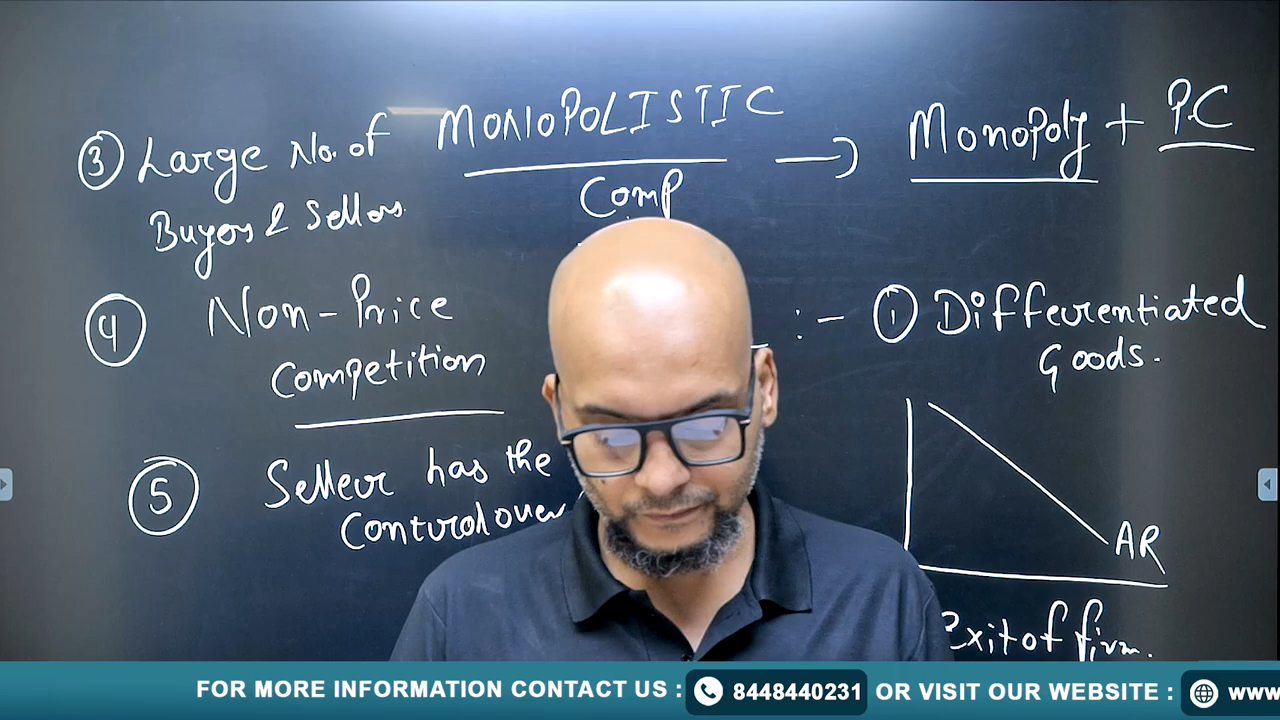 MONOPOLISTIC
Comp
Monopoly + P.C
③ Large No. of
Buyers & Sellers
④ Non-Price
Competition
⑤ Seller has the
Control over
:- ① Differentiated
Goods.
AR
Exit of firm.
FOR MORE INFORMATION CONTACT US : 8448440231 OR VISIT OUR WEBSITE : www